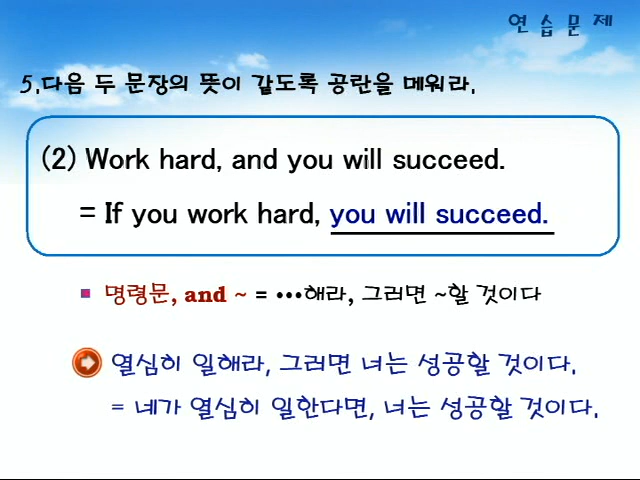 연 습 문 제
5.다음 두 문장의 뜻이 같도록 공란을 메워라.
(2) Work hard, and you will succeed.
= If you work hard, you will succeed.
명령문, and ~ = •••해라, 그러면 ~할 것이다
열심히 일해라, 그러면 너는 성공할 것이다.
= 네가 열심히 일한다면, 너는 성공할 것이다.